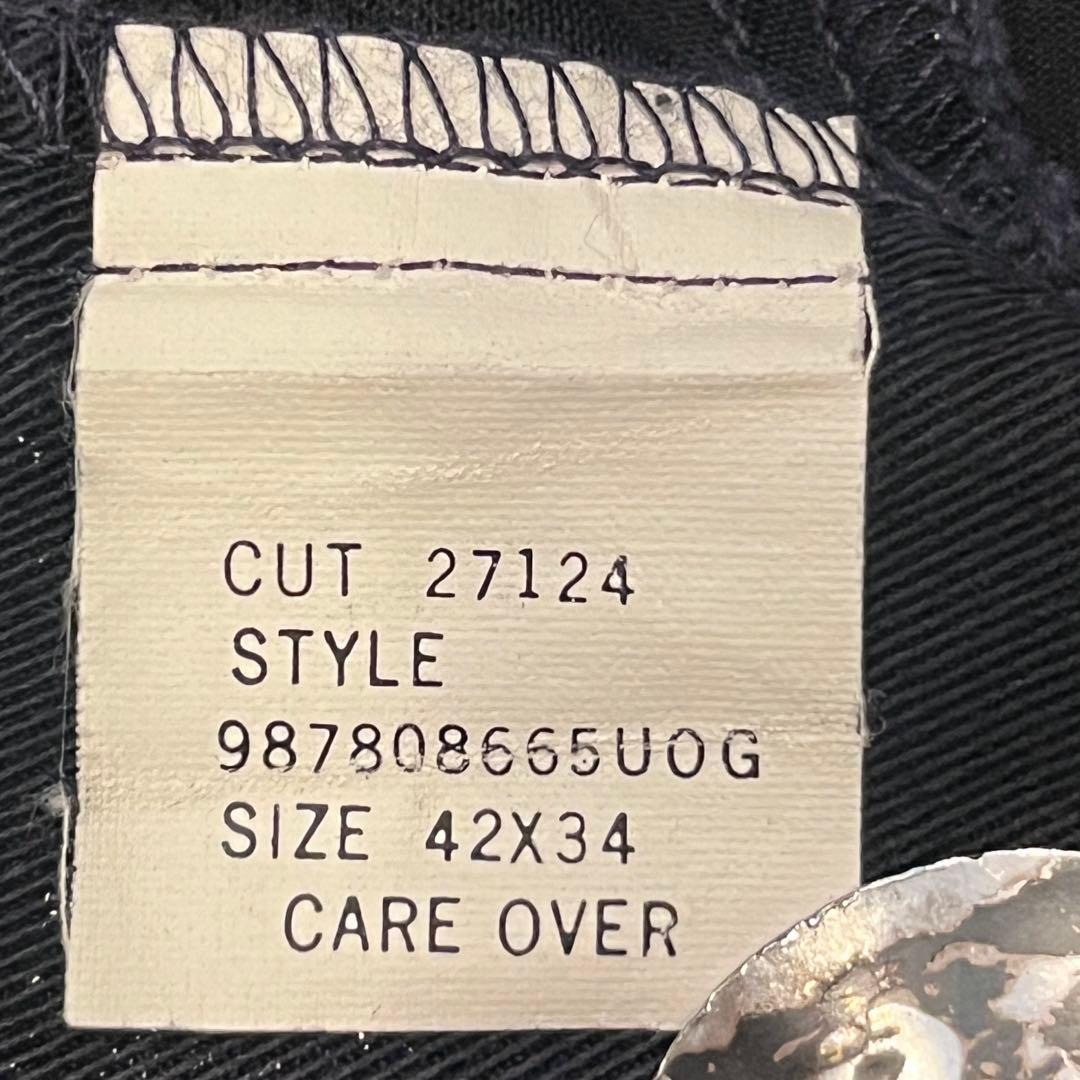 CUT 27124
STYLE
987808665UOG
SIZE 42X34
CARE OVER